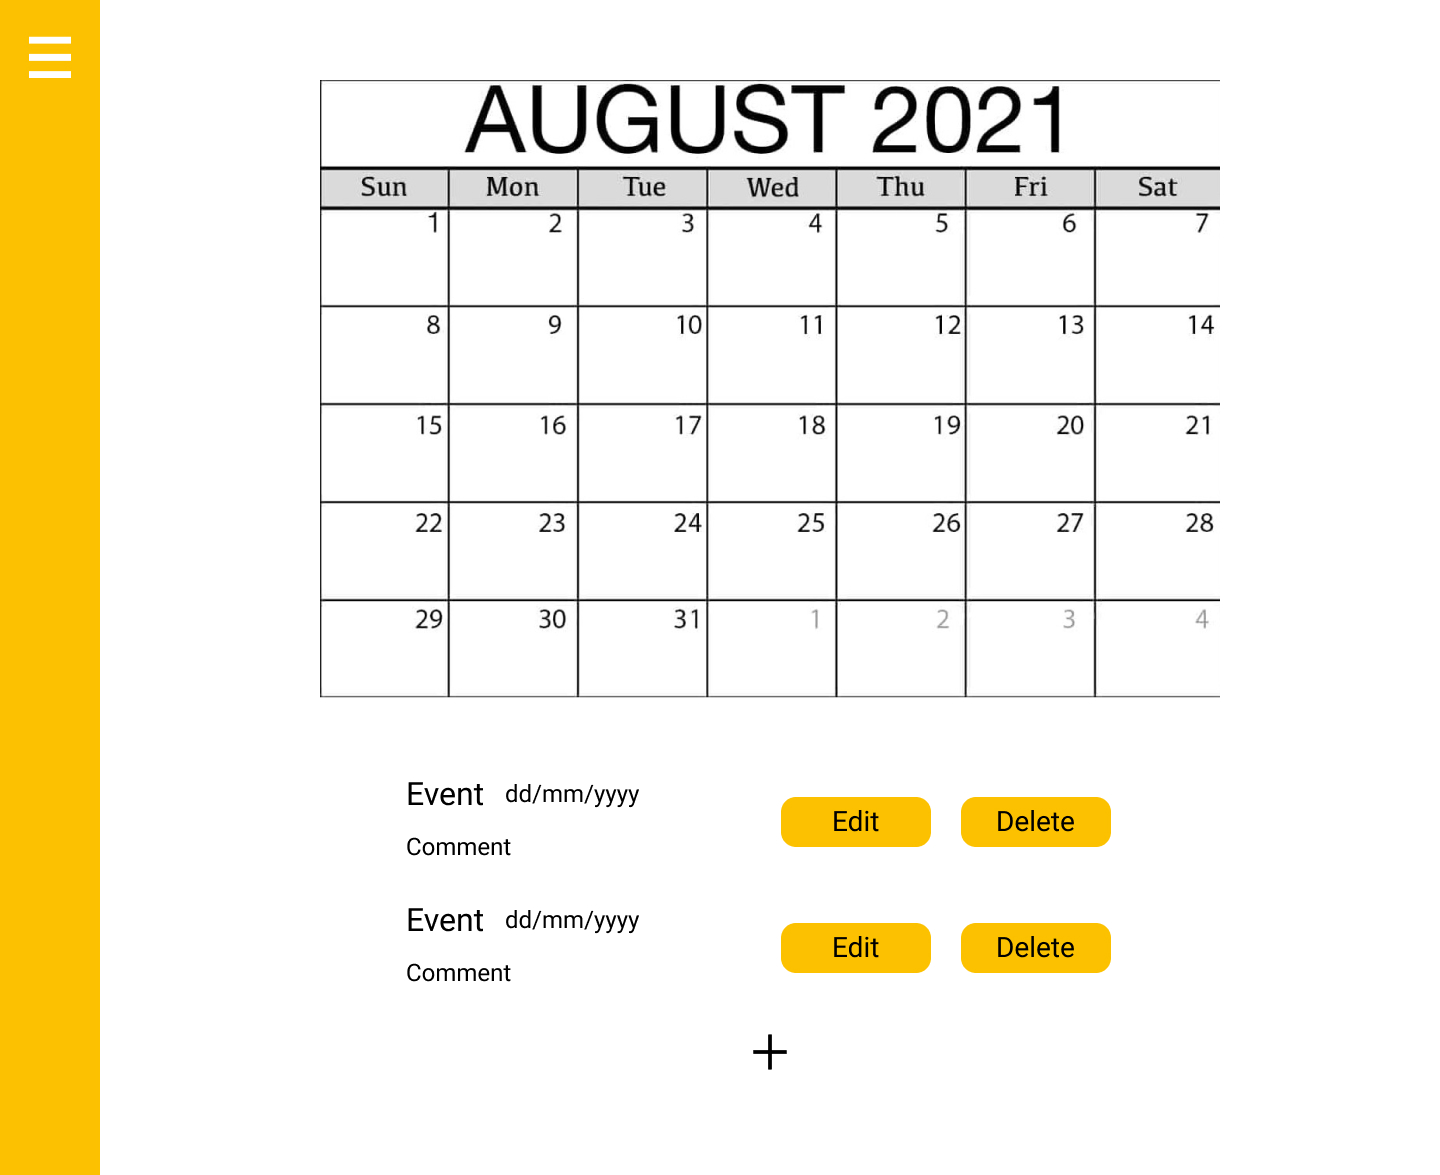 AUGUST 2021
Sun Mon Tue Wed Thu Fri Sat
1 2 3 4 5 6 7
8 9 10 11 12 13 14
15 16 17 18 19 20 21
22 23 24 25 26 27 28
29 30 31 1 2 3 4
Event dd/mm/yyyy
Edit Delete
Comment
Event dd/mm/yyyy
Edit Delete
Comment